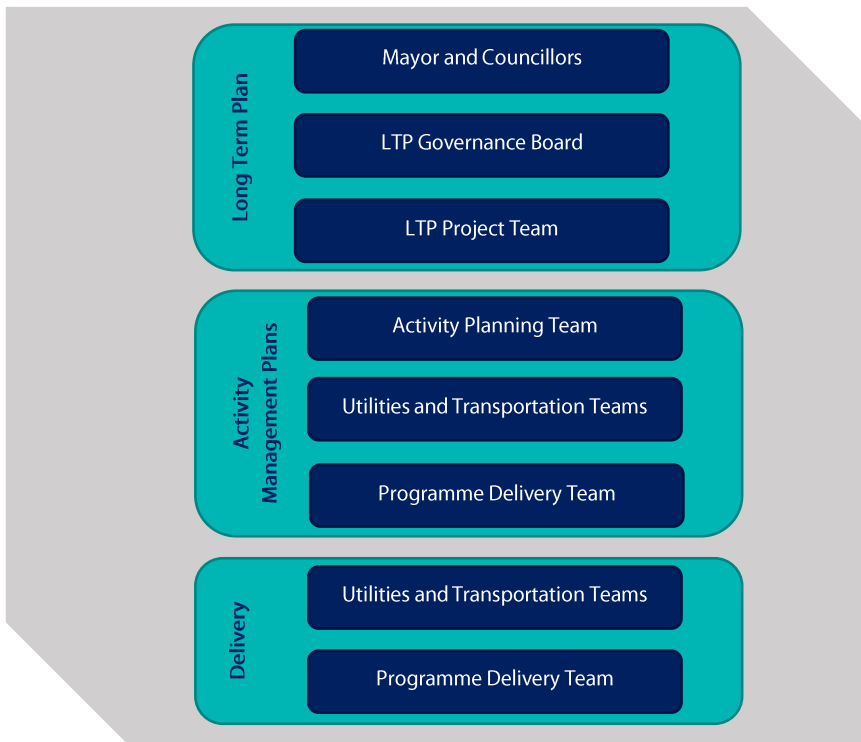 Long Term Plan
Mayor and Councillors
LTP Governance Board
LTP Project Team
Activity
Management Plans
Activity Planning Team
Utilities and Transportation Teams
Programme Delivery Team
Delivery
Utilities and Transportation Teams
Programme Delivery Team